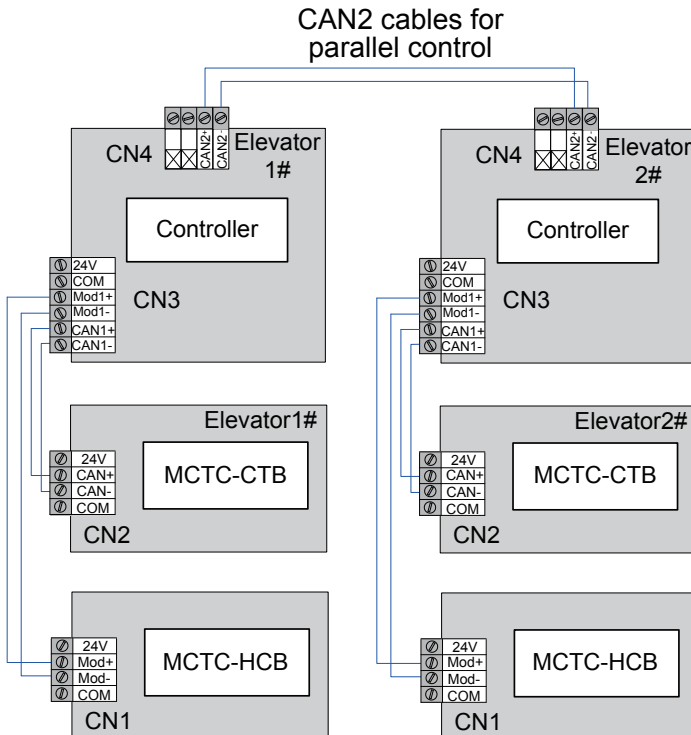 CAN2 cables for
parallel control
CN4
CAN2+
CAN2-
Elevator
1#
Controller
24V
COM
Mod1+
Mod1-
CAN1+
CAN1-
CN3
Elevator1#
24V
CAN+
CAN-
COM
MCTC-CTB
CN2
24V
Mod+
Mod-
COM
MCTC-HCB
CN1
CN4
CAN2+
CAN2-
Elevator
2#
Controller
24V
COM
Mod1+
Mod1-
CAN1+
CAN1-
CN3
Elevator2#
24V
CAN+
CAN-
COM
MCTC-CTB
CN2
24V
Mod+
Mod-
COM
MCTC-HCB
CN1